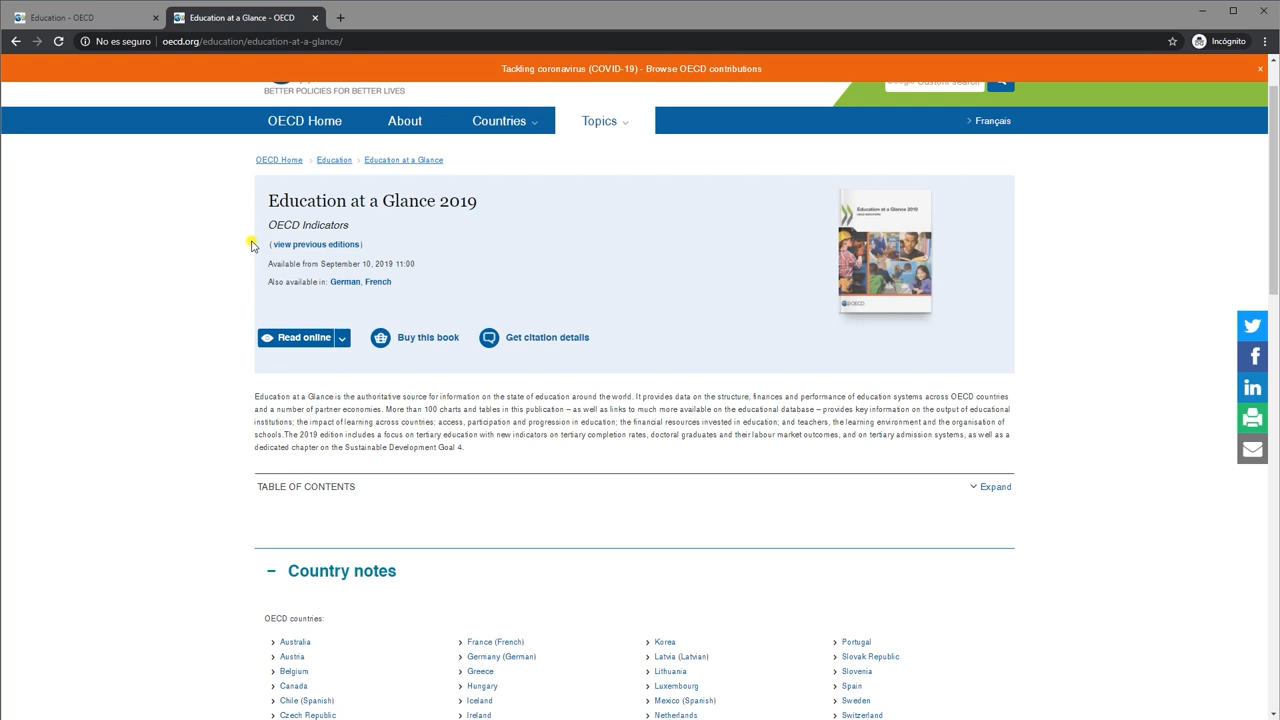 Education - OECD
Education at a Glance - OECD
No es seguro
oecd.org/education/education-at-a-glance/
Incógnito
Tackling coronavirus (COVID-19) - Browse OECD contributions
x
BETTER POLICIES FOR BETTER LIVES
Custom search
OECD Home
About
Countries
Topics
Français
OECD Home > Education > Education at a Glance
Education at a Glance 2019
OECD Indicators
(view previous editions)
Available from September 10, 2019 11:00
Also available in: German, French
Education at a Glance 2019
OECD
Read online
Buy this book
Get citation details
Education at a Glance is the authoritative source for information on the state of education around the world. It provides data on the structure, finances and performance of education systems across OECD countries
and a number of partner economies. More than 100 charts and tables in this publication – as well as links to much more available on the educational database – provides key information on the output of educational
institutions; the impact of learning across countries; access, participation and progression in education; the financial resources invested in education; and teachers, the learning environment and the organisation of
schools.The 2019 edition includes a focus on tertiary education with new indicators on tertiary completion rates, doctoral graduates and their labour market outcomes, and on tertiary admission systems, as well as a
dedicated chapter on the Sustainable Development Goal 4.
TABLE OF CONTENTS
Expand
Country notes
OECD countries:
Australia
Austria
Belgium
Canada
Chile (Spanish)
Czech Republic
France (French)
Germany (German)
Greece
Hungary
Iceland
Ireland
Korea
Latvia (Latvian)
Lithuania
Luxembourg
Mexico (Spanish)
Netherlands
Portugal
Slovak Republic
Slovenia
Spain
Sweden
Switzerland